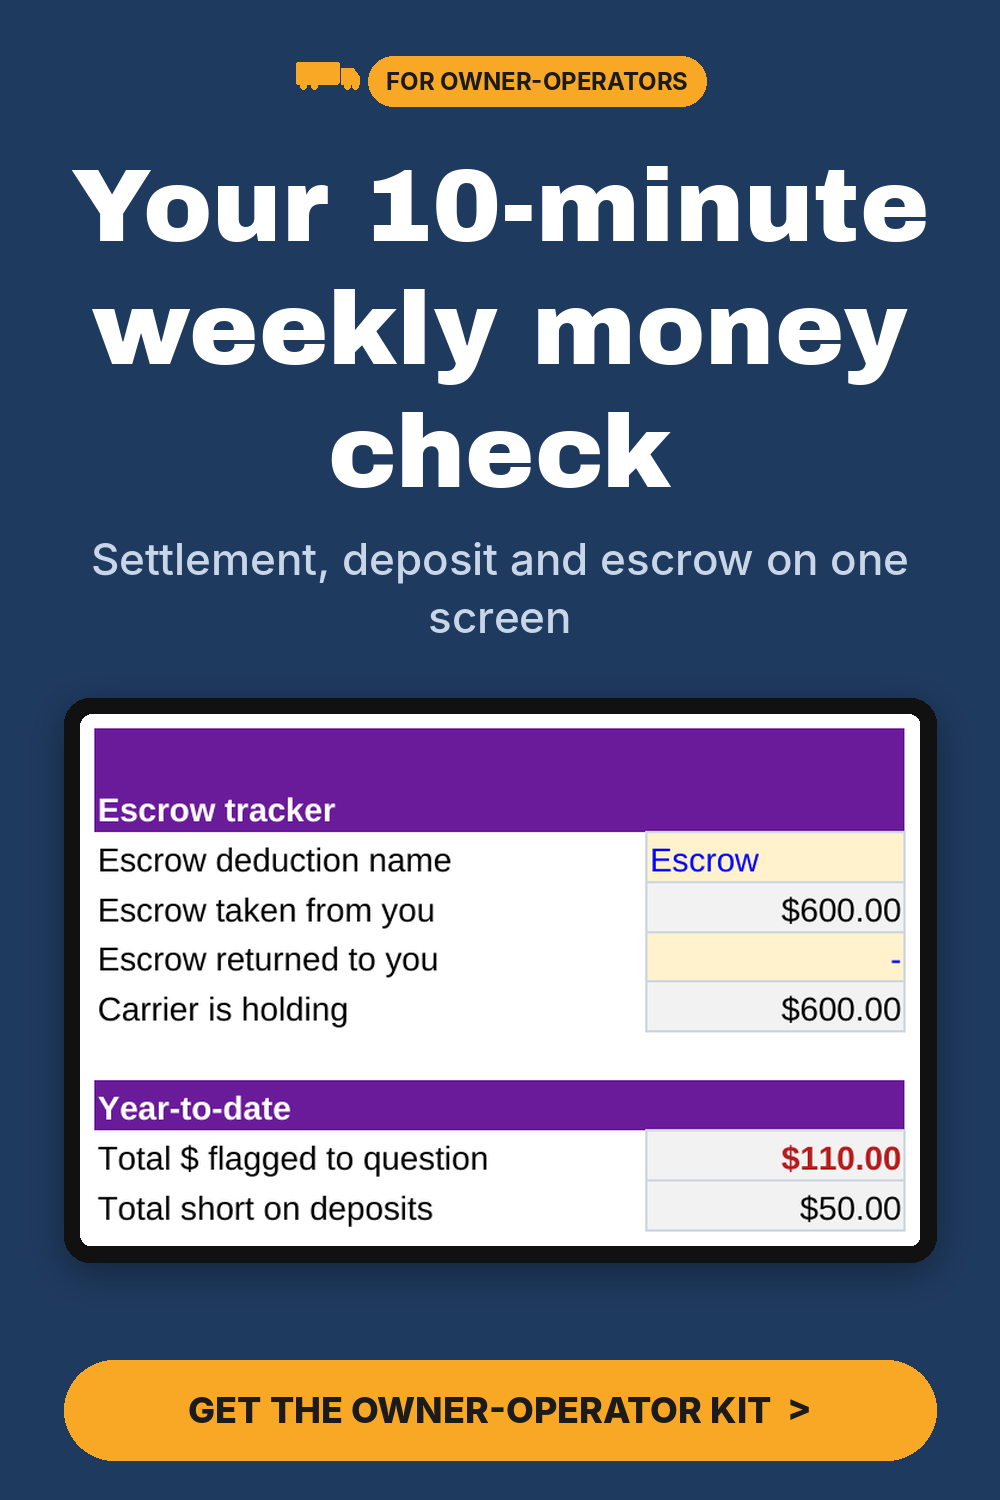 FOR OWNER-OPERATORS
Your 10-minute
weekly money
check
Settlement, deposit and escrow on one
screen
Escrow tracker
Escrow deduction name Escrow
Escrow taken from you $600.00
Escrow returned to you -
Carrier is holding $600.00
Year-to-date
Total $ flagged to question $110.00
Total short on deposits $50.00
GET THE OWNER-OPERATOR KIT >